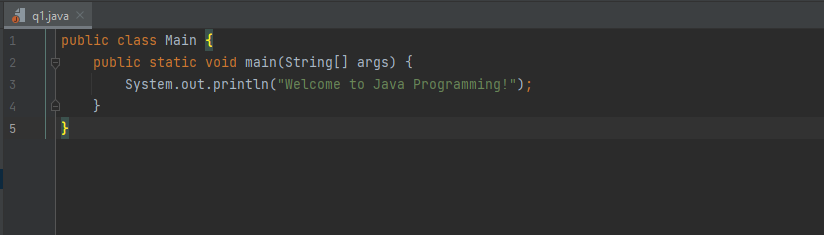 q1.java
1 public class Main {
2 public static void main(String[] args) {
3 System.out.println("Welcome to Java Programming!");
4 }
5 }